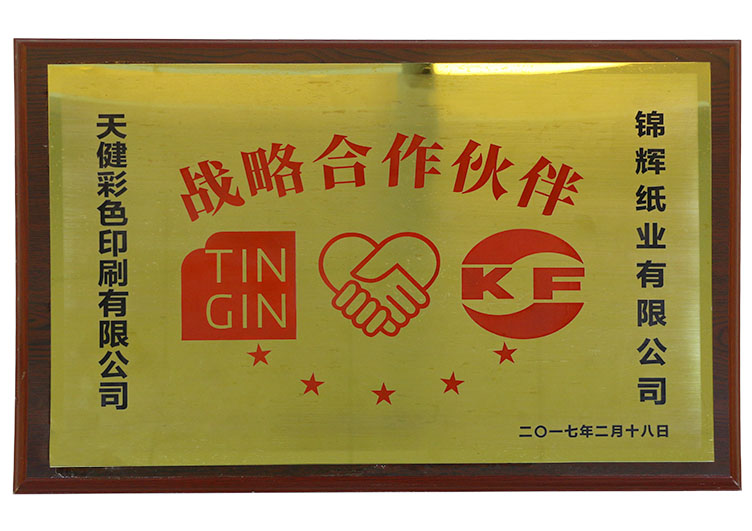 战略合作伙伴
天健彩色印刷有限公司
TIN
GIN
KF
锦辉纸业有限公司
二〇一七年二月十八日